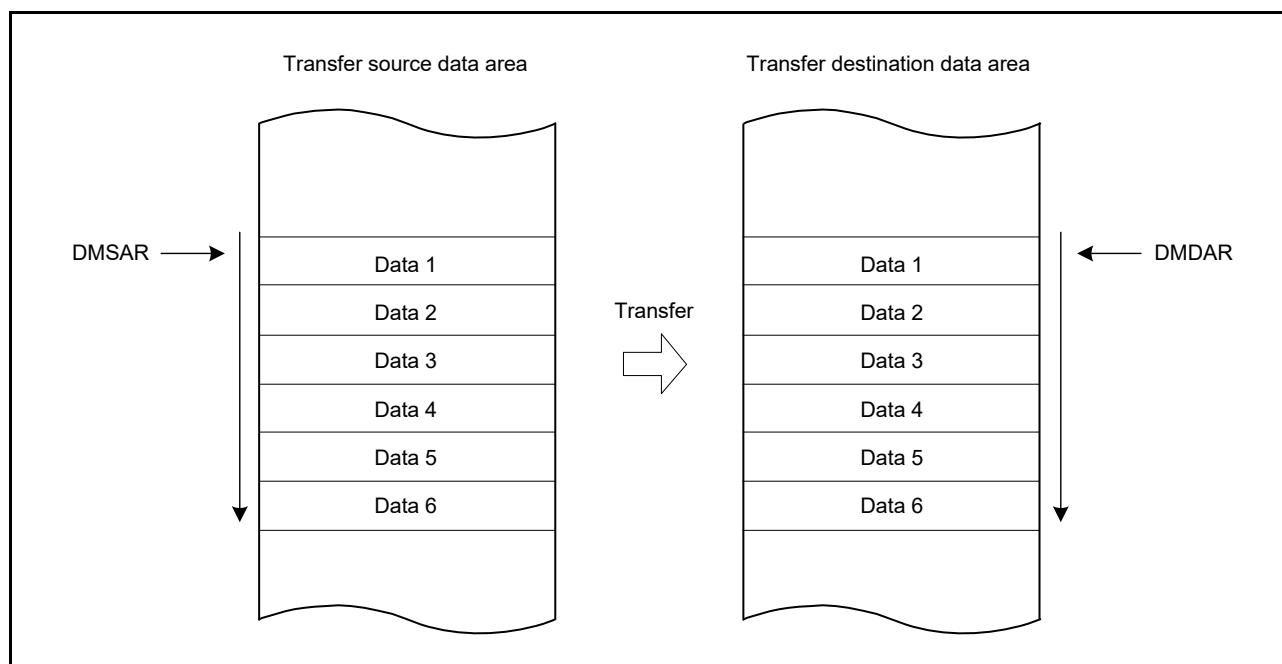 Transfer source data area
Transfer destination data area
DMSAR
Data 1
Data 2
Data 3
Data 4
Data 5
Data 6
Transfer
Data 1
Data 2
Data 3
Data 4
Data 5
Data 6
DMDAR